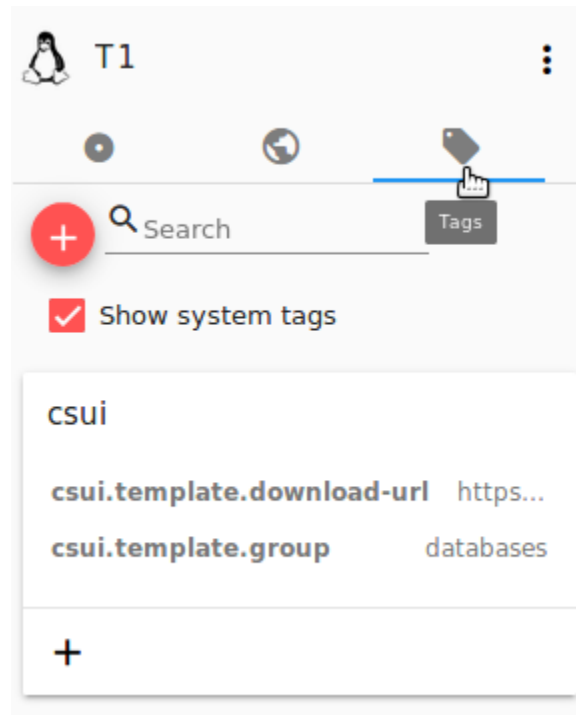 T1
Search
Tags
Show system tags
csui
csui.template.download-url https...
csui.template.group databases